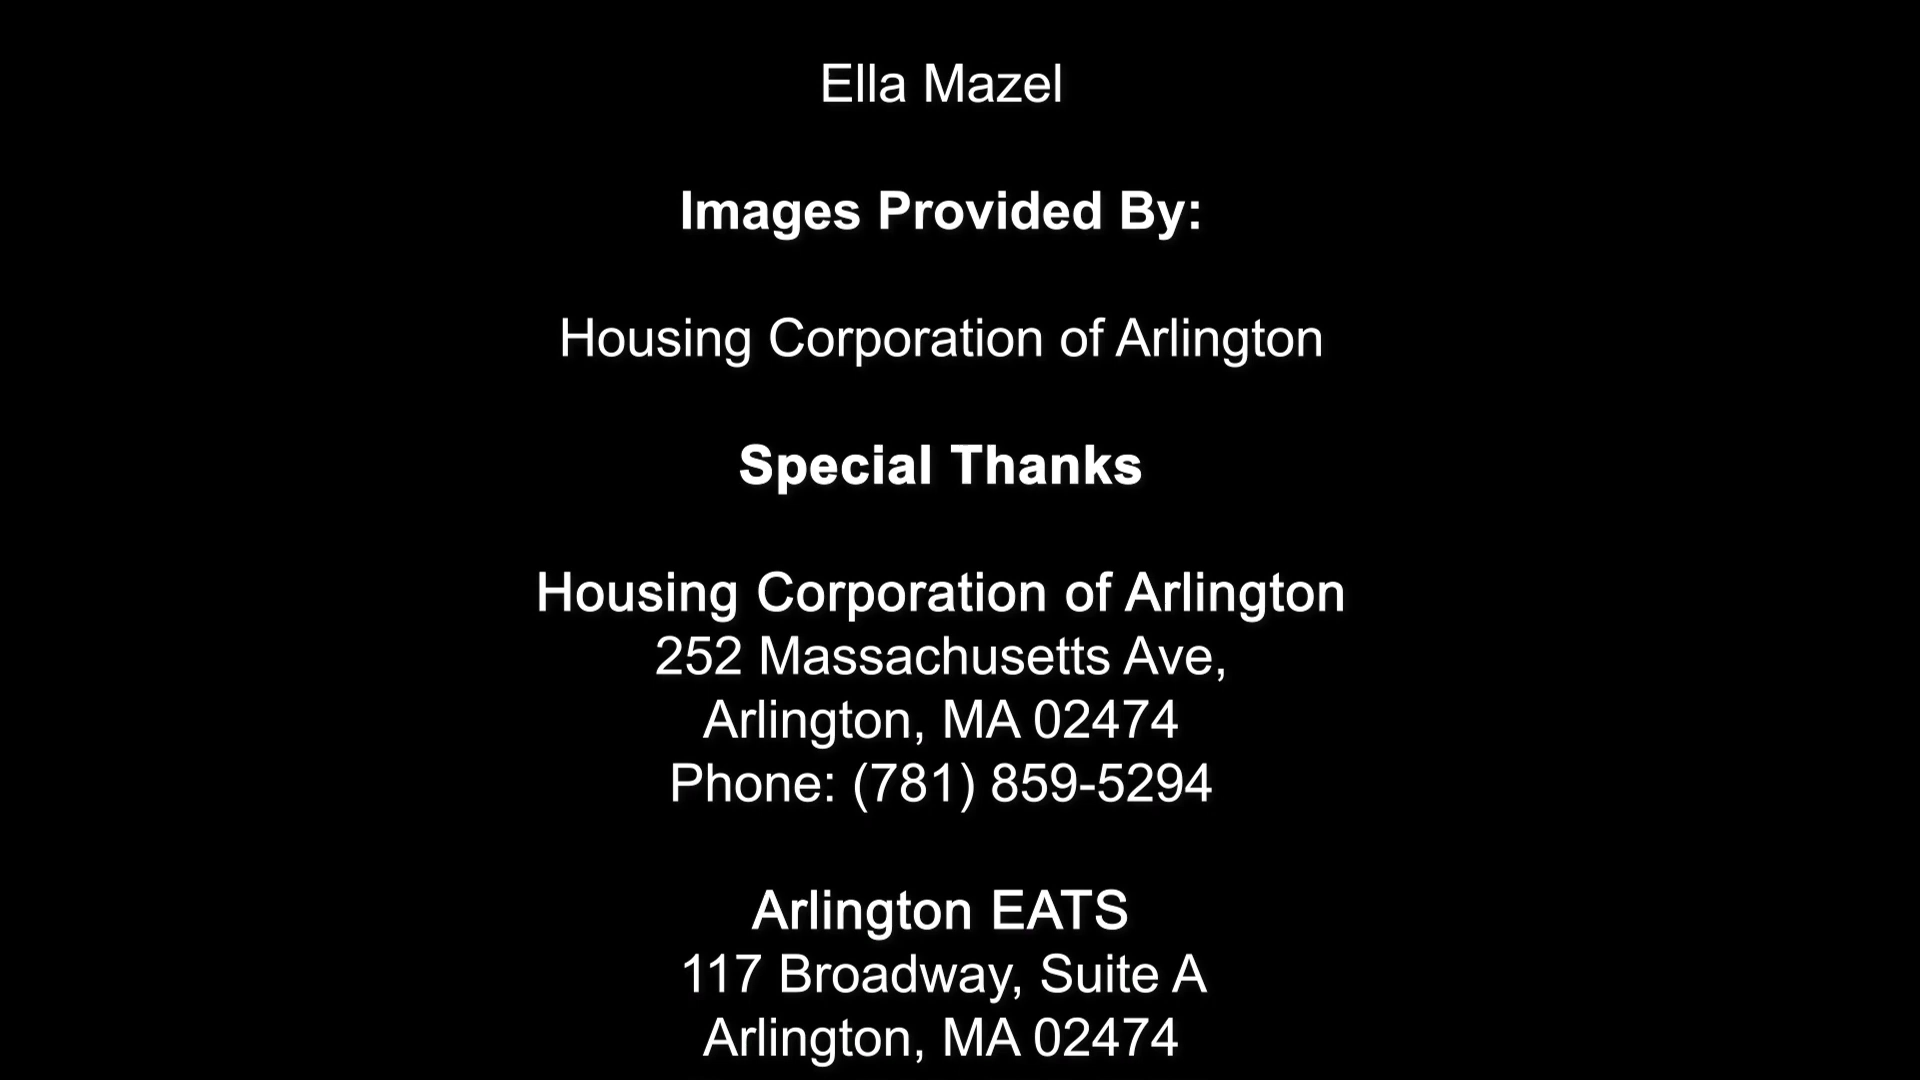 Ella Mazel
Images Provided By:
Housing Corporation of Arlington
Special Thanks
Housing Corporation of Arlington
252 Massachusetts Ave,
Arlington, MA 02474
Phone: (781) 859-5294
Arlington EATS
117 Broadway, Suite A
Arlington, MA 02474